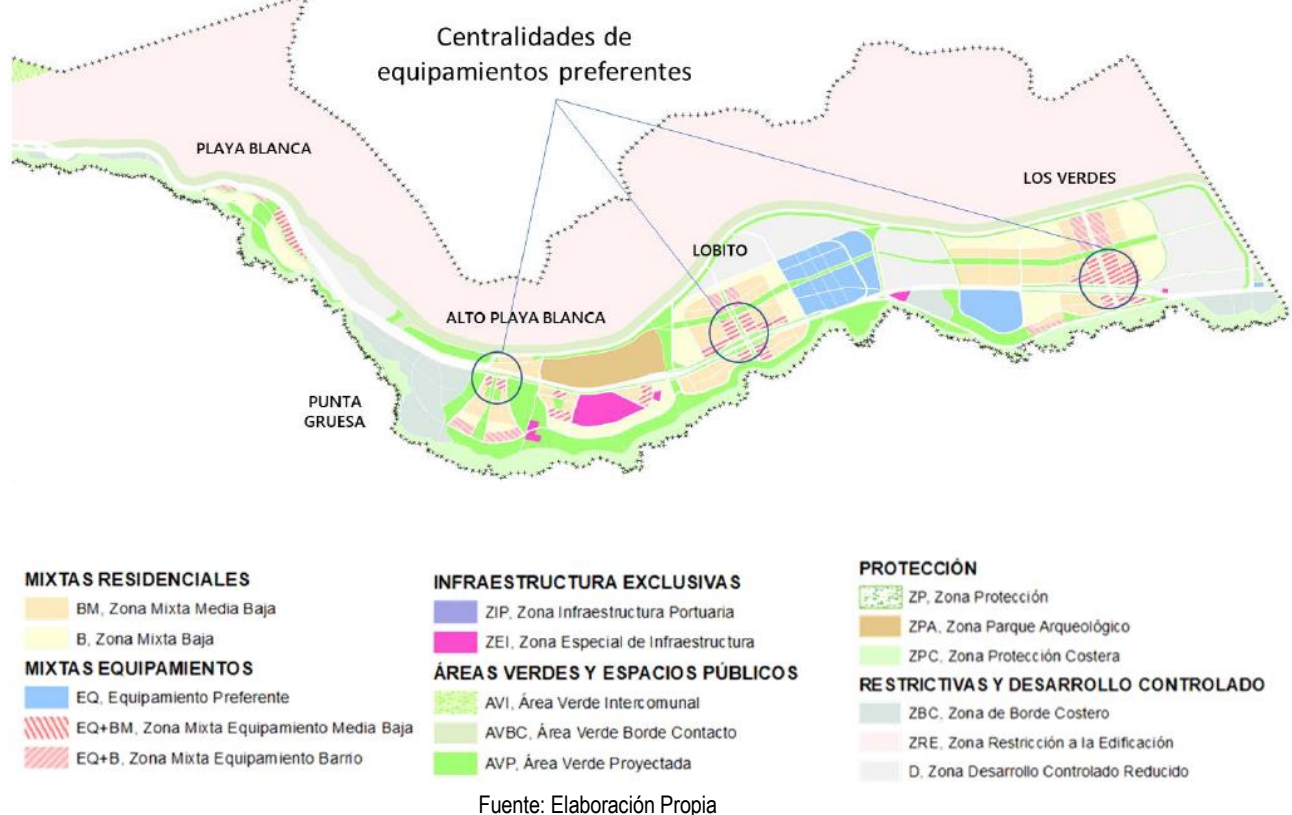 Centralidades de
equipamientos preferentes
PLAYA BLANCA
LOS VERDES
LOBITO
ALTO PLAYA BLANCA
PUNTA
GRUESA
MIXTAS RESIDENCIALES
BM, Zona Mixta Media Baja
B, Zona Mixta Baja
MIXTAS EQUIPAMIENTOS
EQ, Equipamiento Preferente
EQ+BM, Zona Mixta Equipamiento Media Baja
EQ+B, Zona Mixta Equipamiento Barrio
INFRAESTRUCTURA EXCLUSIVAS
ZIP, Zona Infraestructura Portuaria
ZEI, Zona Especial de Infraestructura
ÁREAS VERDES Y ESPACIOS PÚBLICOS
AVI, Área Verde Intercomunal
AVBC, Área Verde Borde Contacto
AVP, Área Verde Proyectada
PROTECCIÓN
ZP, Zona Protección
ZPA, Zona Parque Arqueológico
ZPC, Zona Protección Costera
RESTRICTIVAS Y DESARROLLO CONTROLADO
ZBC, Zona de Borde Costero
ZRE, Zona Restricción a la Edificación
D, Zona Desarrollo Controlado Reducido
Fuente: Elaboración Propia